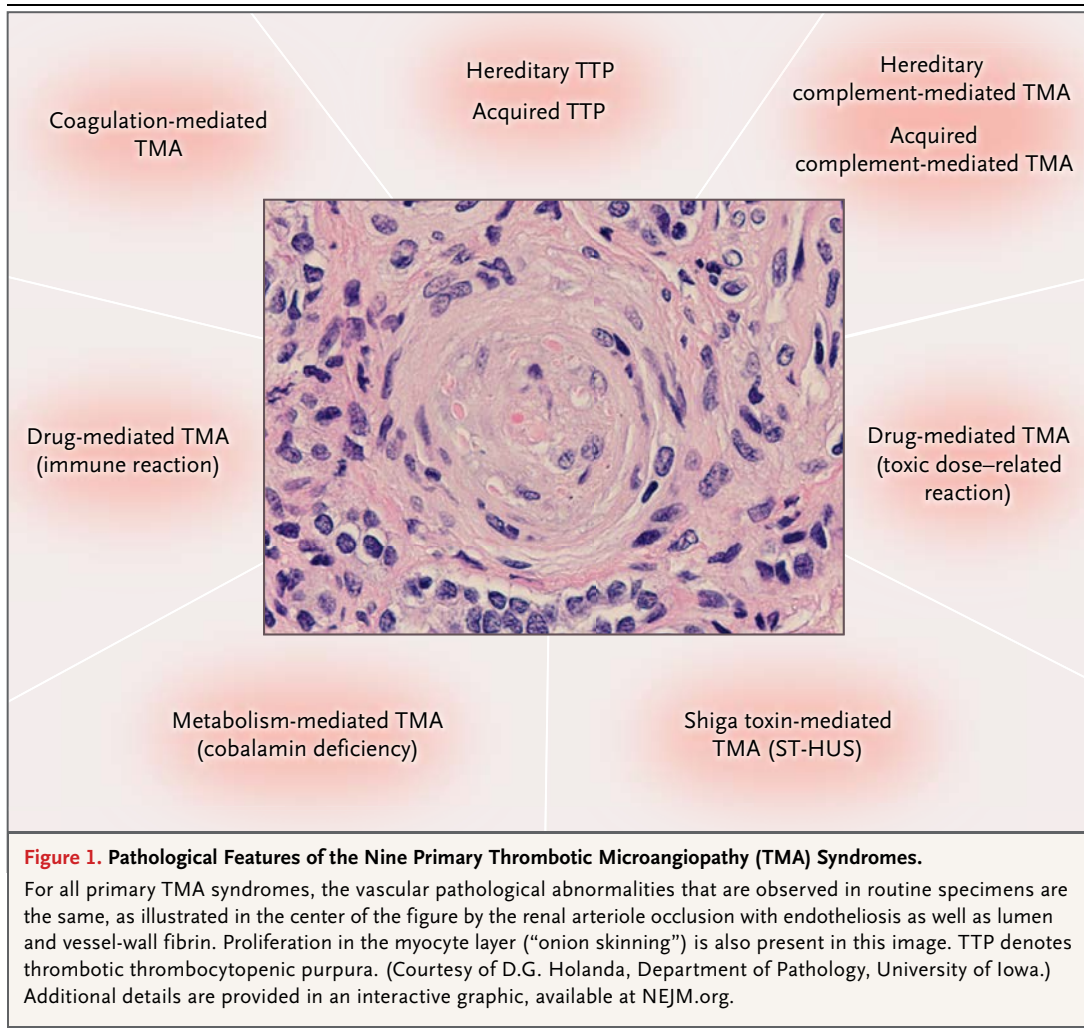 Hereditary TTP
Acquired TTP
Hereditary
complement-mediated TMA
Acquired
complement-mediated TMA
Coagulation-mediated
TMA
Drug-mediated TMA
(immune reaction)
Drug-mediated TMA
(toxic dose–related
reaction)
Metabolism-mediated TMA
(cobalamin deficiency)
Shiga toxin-mediated
TMA (ST-HUS)
Figure 1. Pathological Features of the Nine Primary Thrombotic Microangiopathy (TMA) Syndromes.
For all primary TMA syndromes, the vascular pathological abnormalities that are observed in routine specimens are
the same, as illustrated in the center of the figure by the renal arteriole occlusion with endotheliosis as well as lumen
and vessel-wall fibrin. Proliferation in the myocyte layer (“onion skinning”) is also present in this image. TTP denotes
thrombotic thrombocytopenic purpura. (Courtesy of D.G. Holanda, Department of Pathology, University of Iowa.)
Additional details are provided in an interactive graphic, available at NEJM.org.